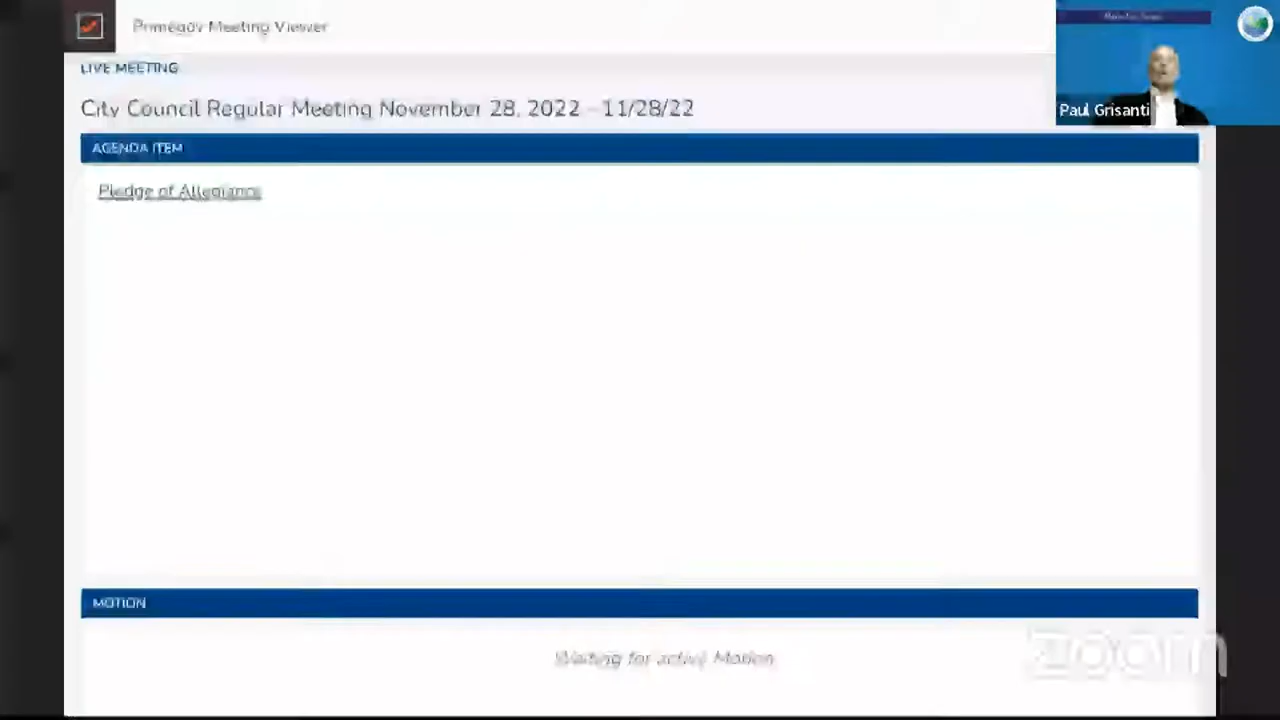 Primegov Meeting Viewer
LIVE MEETING
City Council Regular Meeting November 28, 2022 - 11/28/22
Paul Grisanti
AGENDA ITEM
Pledge of Allegiance
MOTION
Waiting for active Motion
zoom